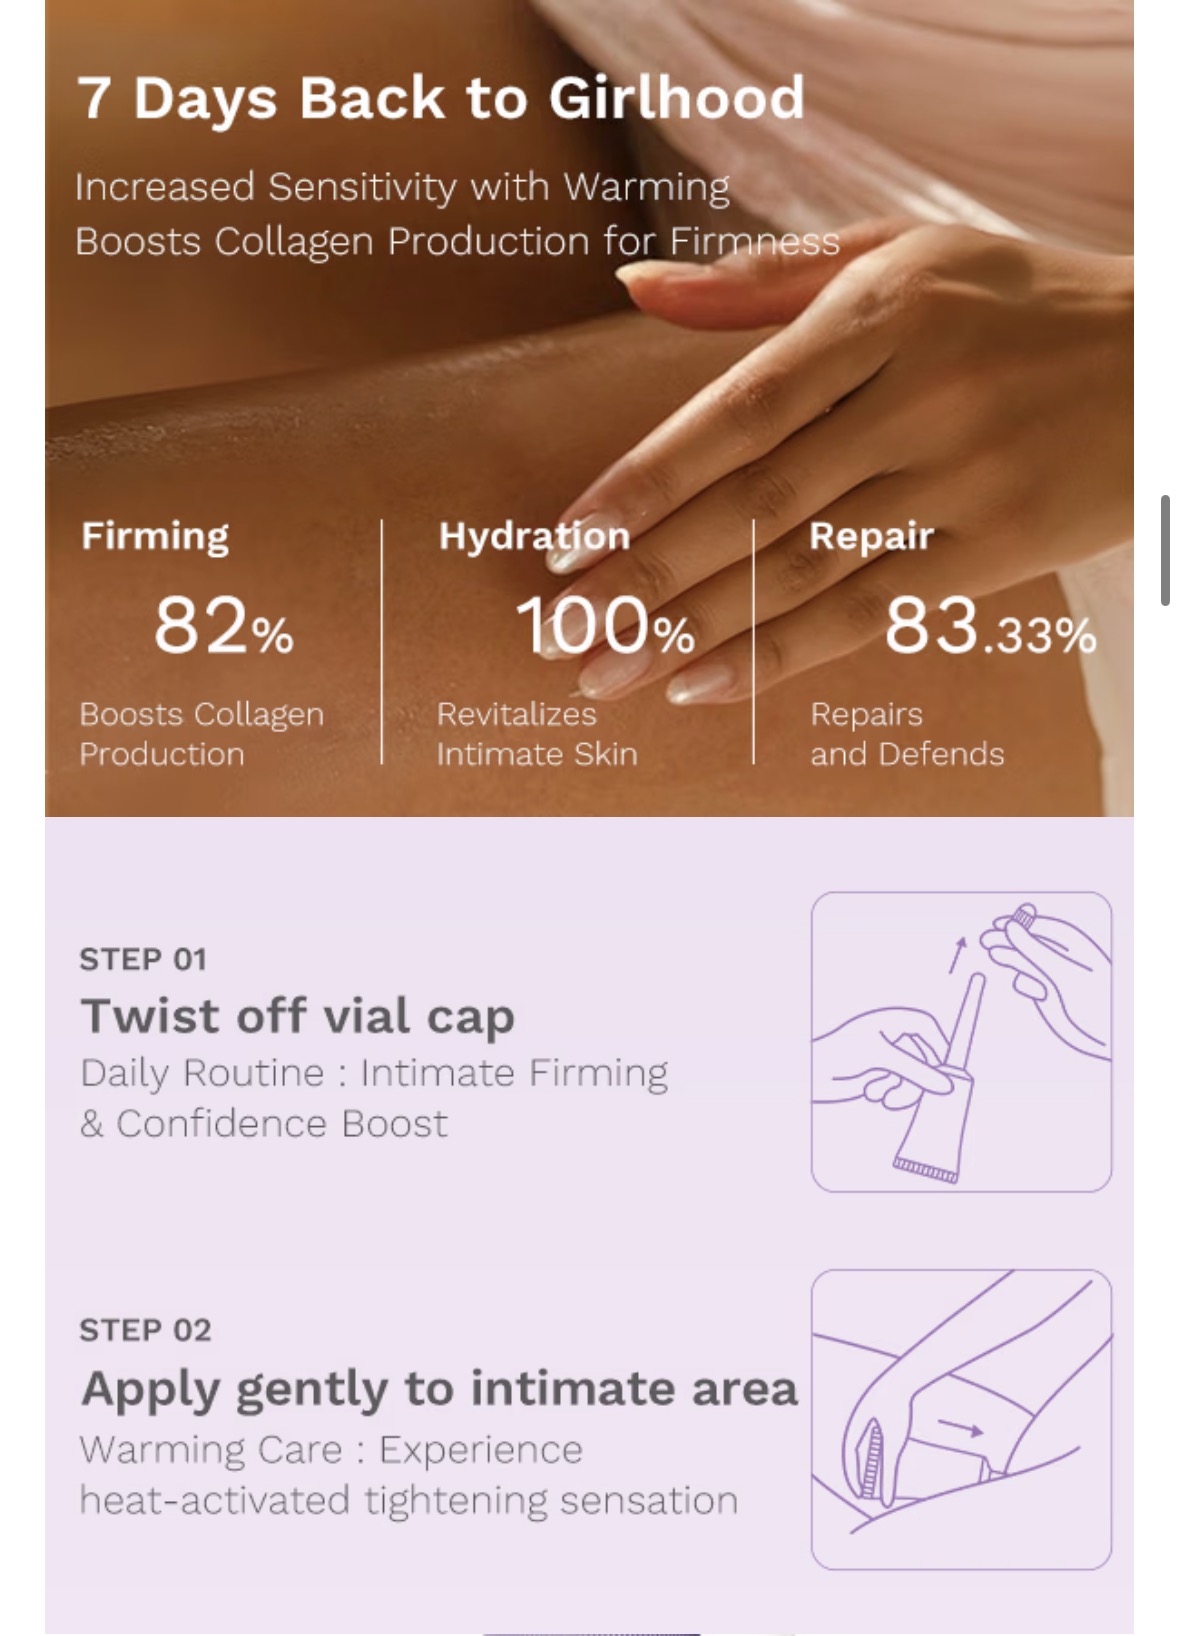 7 Days Back to Girlhood
Increased Sensitivity with Warming
Boosts Collagen Production for Firmness
Firming
82%
Boosts Collagen
Production
Hydration
100%
Revitalizes
Intimate Skin
Repair
83.33%
Repairs
and Defends
STEP 01
Twist off vial cap
Daily Routine : Intimate Firming
& Confidence Boost
STEP 02
Apply gently to intimate area
Warming Care : Experience
heat-activated tightening sensation